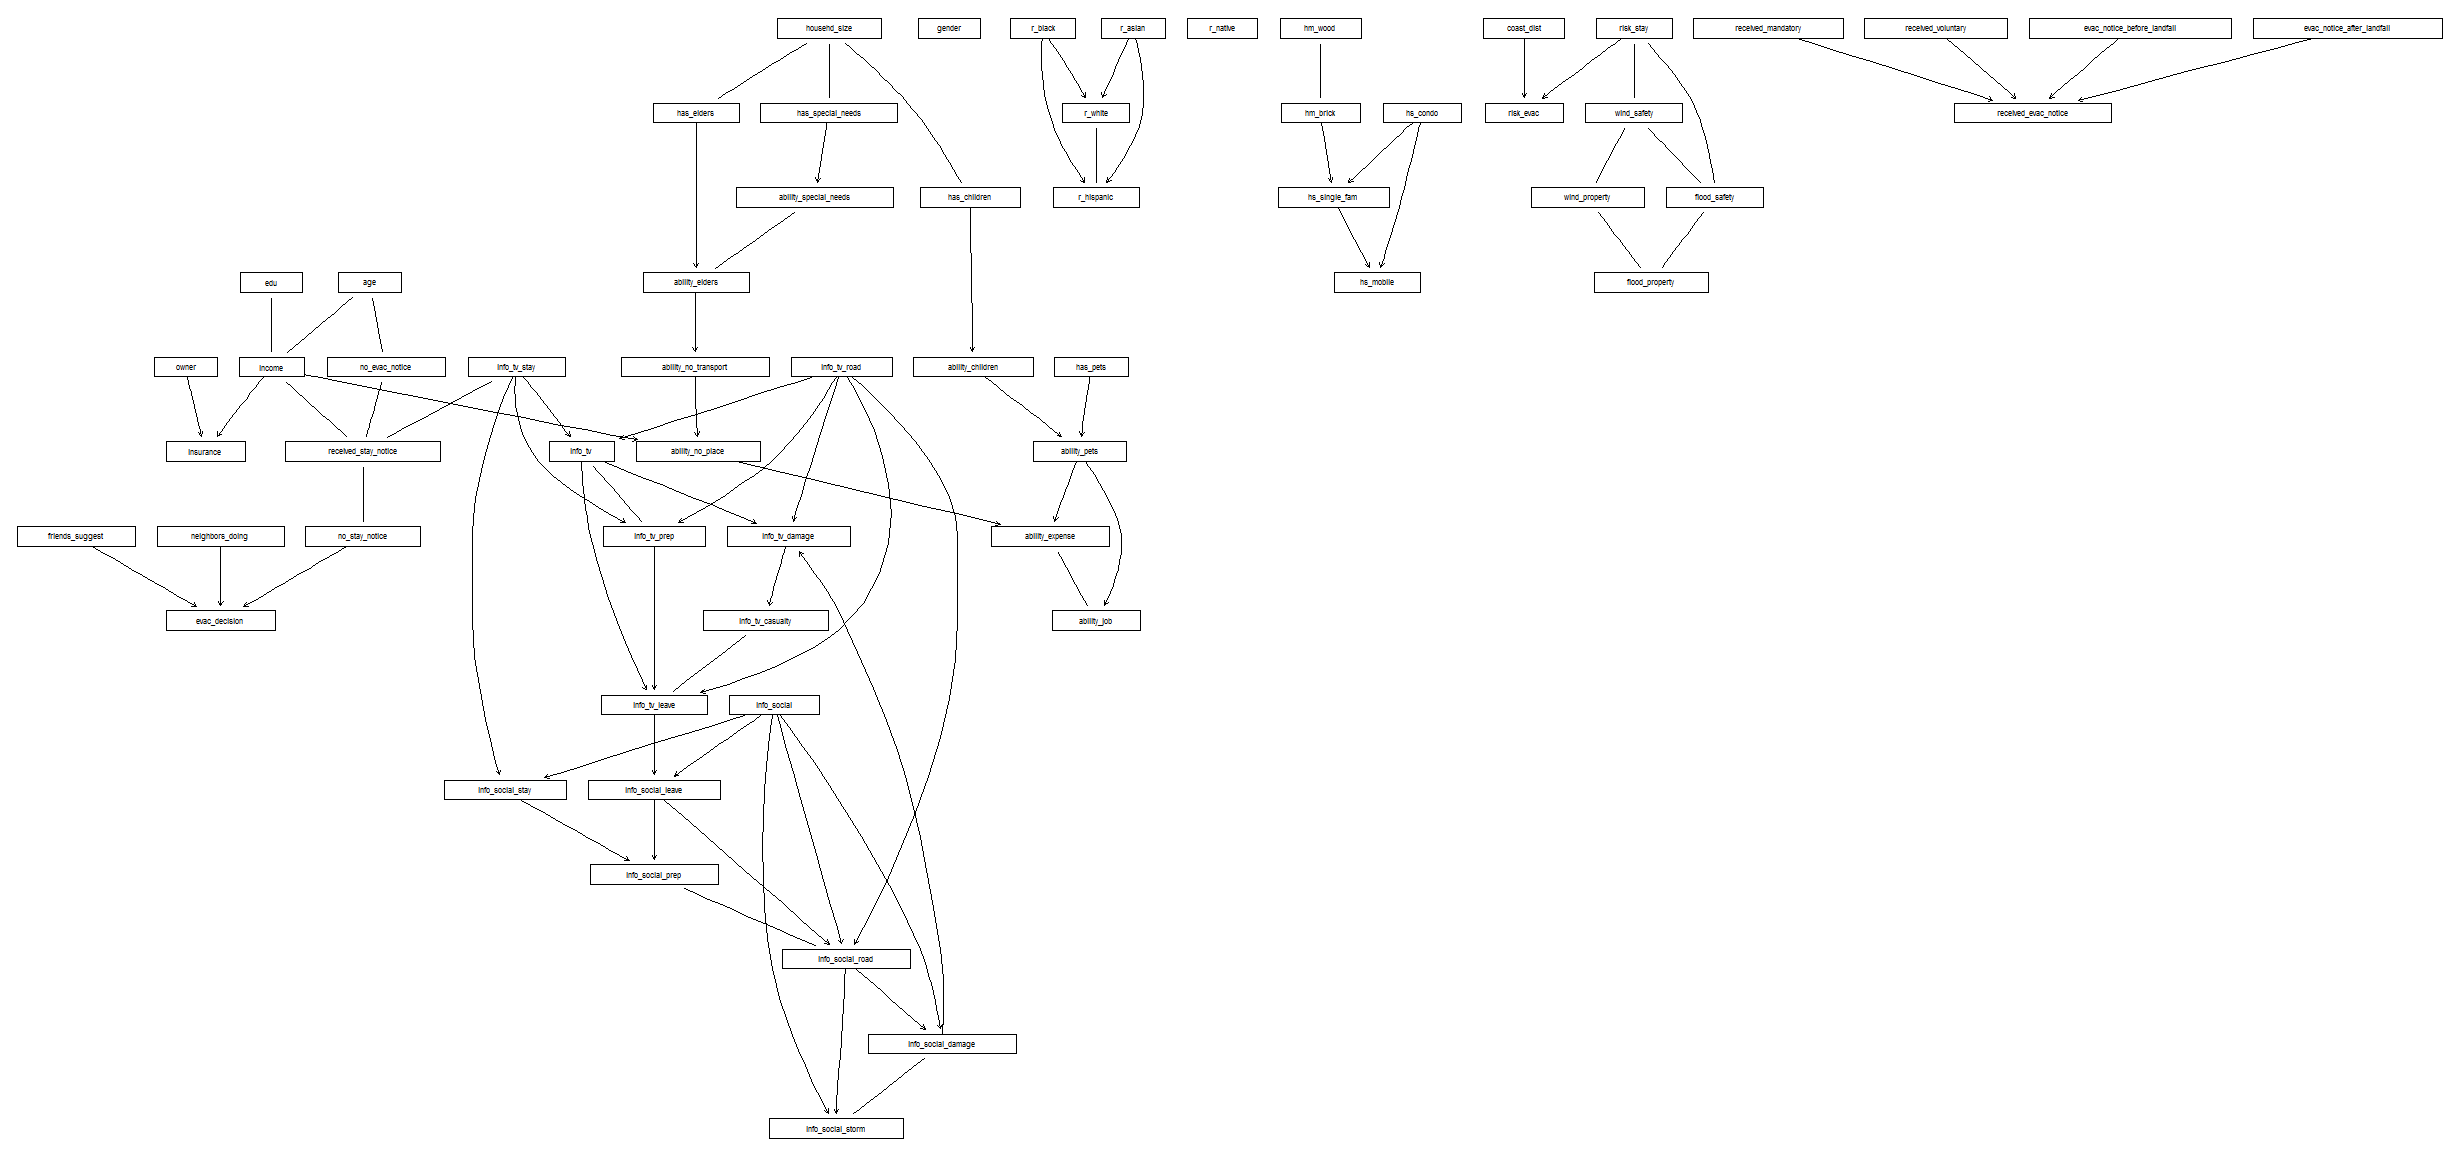 househd_size
gender
r_black
r_asian
r_native
hm_wood
coast_dist
risk_stay
received_mandatory
received_voluntary
evac_notice_before_landfall
evac_notice_after_landfall
has_elders
has_special_needs
r_white
hm_brick
hs_condo
risk_evac
wind_safety
received_evac_notice
ability_special_needs
has_children
r_hispanic
hs_single_fam
wind_property
flood_safety
edu
age
ability_elders
hs_mobile
flood_property
owner
income
no_evac_notice
info_tv_stay
ability_no_transport
info_tv_road
ability_children
has_pets
insurance
received_stay_notice
info_tv
ability_no_place
ability_pets
friends_suggest
neighbors_doing
no_stay_notice
info_tv_prep
info_tv_damage
ability_expense
evac_decision
info_tv_casualty
ability_job
info_tv_leave
info_social
info_social_stay
info_social_leave
info_social_prep
info_social_road
info_social_damage
info_social_storm